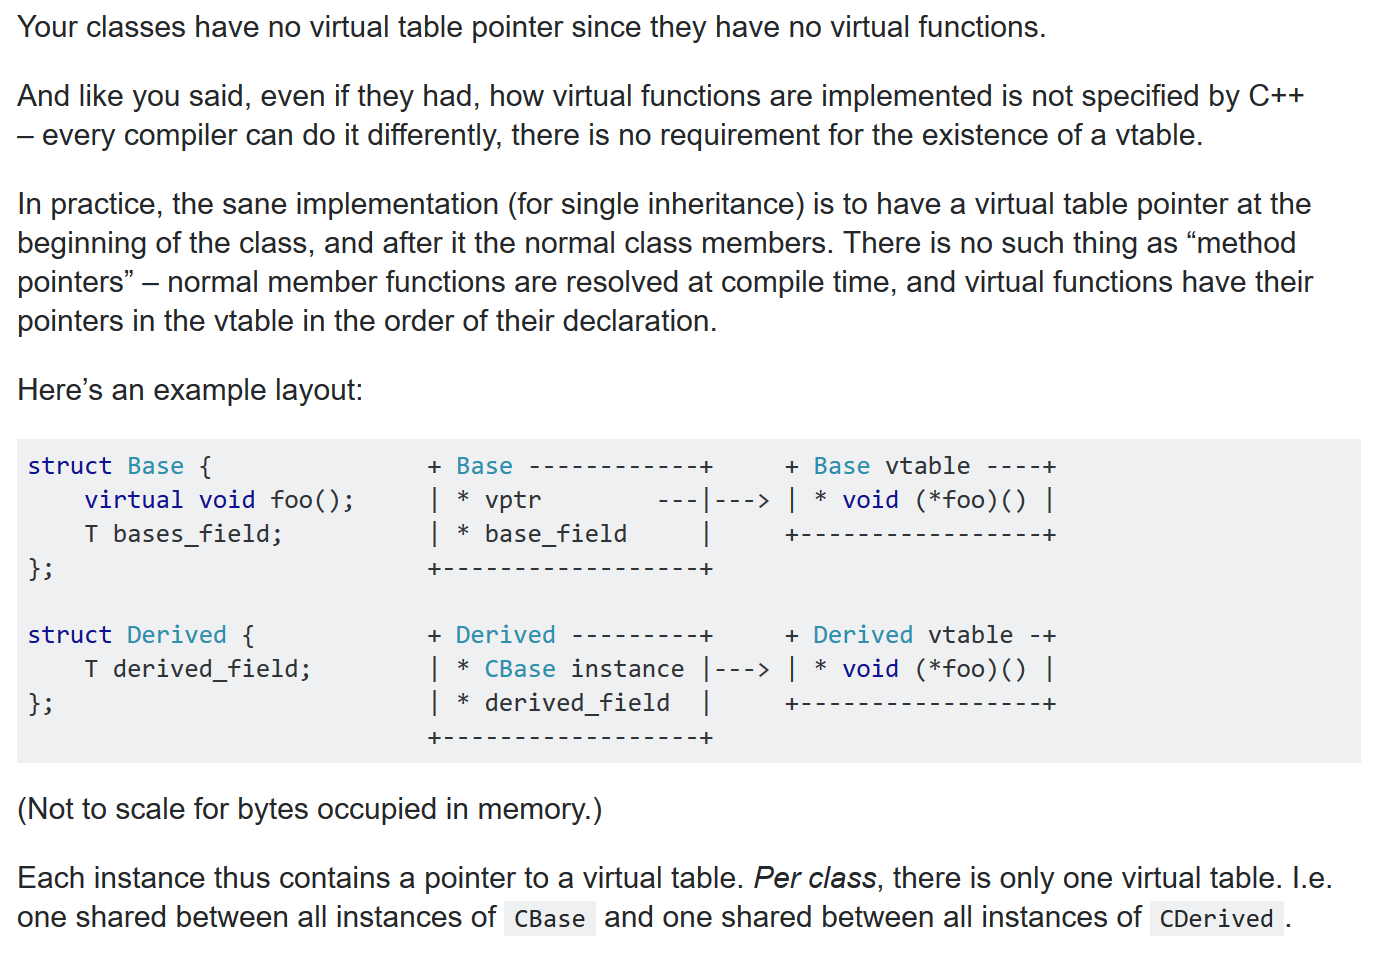 Your classes have no virtual table pointer since they have no virtual functions.
And like you said, even if they had, how virtual functions are implemented is not specified by C++
– every compiler can do it differently, there is no requirement for the existence of a vtable.
In practice, the sane implementation (for single inheritance) is to have a virtual table pointer at the
beginning of the class, and after it the normal class members. There is no such thing as “method
pointers” – normal member functions are resolved at compile time, and virtual functions have their
pointers in the vtable in the order of their declaration.
Here’s an example layout:
struct Base {               + Base ------------+     + Base vtable ----+
    virtual void foo();     | * vptr        ---|---> | * void (*foo)() |
    T bases_field;          | * base_field     |     +-----------------+
};                          +------------------+
struct Derived {            + Derived ---------+     + Derived vtable -+
    T derived_field;        | * CBase instance |---> | * void (*foo)() |
};                          | * derived_field  |     +-----------------+
                            +------------------+
(Not to scale for bytes occupied in memory.)
Each instance thus contains a pointer to a virtual table. Per class, there is only one virtual table. I.e.
one shared between all instances of CBase and one shared between all instances of CDerived.